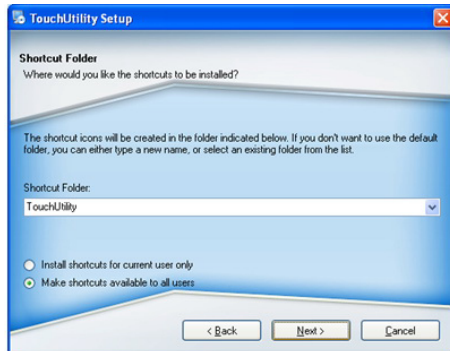 TouchUtility Setup
Shortcut Folder
Where would you like the shortcuts to be installed?
The shortcut icons will be created in the folder indicated below. If you don't want to use the default
folder, you can either type a new name, or select an existing folder from the list.
Shortcut Folder:
TouchUtility
Install shortcuts for current user only
Make shortcuts available to all users
< Back
Next >
Cancel